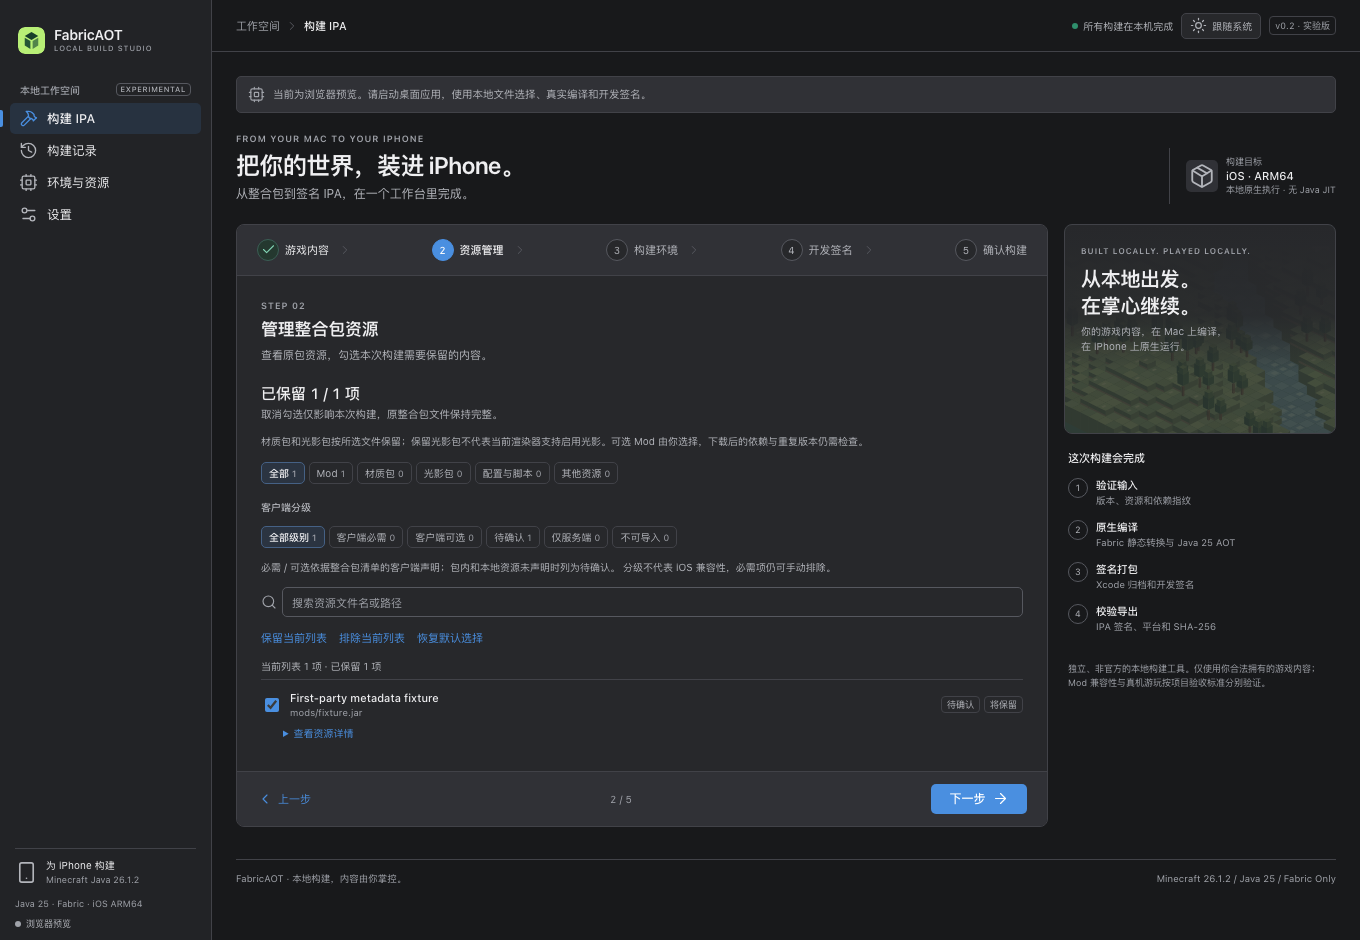 FabricAOT
LOCAL BUILD STUDIO
本地工作空间
EXPERIMENTAL
构建 IPA
构建记录
环境与资源
设置
为 iPhone 构建
Minecraft Java 26.1.2
Java 25 · Fabric · iOS ARM64
浏览器预览
工作空间
构建 IPA
所有构建在本机完成
跟随系统
v0.2 · 实验版
当前为浏览器预览。请启动桌面应用，使用本地文件选择、真实编译和开发签名。
FROM YOUR MAC TO YOUR IPHONE
把你的世界，装进 iPhone。
从整合包到签名 IPA，在一个工作台里完成。
构建目标
iOS · ARM64
本地原生执行 · 无 Java JIT
游戏内容
2 资源管理
3 构建环境
4 开发签名
5 确认构建
STEP 02
管理整合包资源
查看原包资源，勾选本次构建需要保留的内容。
已保留 1 / 1 项
取消勾选仅影响本次构建，原整合包文件保持完整。
材质包和光影包按所选文件保留；保留光影包不代表当前渲染器支持启用光影。可选 Mod 由你选择，下载后的依赖与重复版本仍需检查。
全部 1
Mod 1
材质包 0
光影包 0
配置与脚本 0
其他资源 0
客户端分级
全部级别 1
客户端必需 0
客户端可选 0
待确认 1
仅服务端 0
不可导入 0
必需 / 可选依据整合包清单的客户端声明；包内和本地资源未声明时列为待确认。 分级不代表 iOS 兼容性，必需项仍可手动排除。
搜索资源文件名或路径
保留当前列表
排除当前列表
恢复默认选择
当前列表 1 项 · 已保留 1 项
First-party metadata fixture
mods/fixture.jar
待确认
将保留
查看资源详情
上一步
2 / 5
下一步
BUILT LOCALLY. PLAYED LOCALLY.
从本地出发。
在掌心继续。
你的游戏内容，在 Mac 上编译，
在 iPhone 上原生运行。
这次构建会完成
1 验证输入
版本、资源和依赖指纹
2 原生编译
Fabric 静态转换与 Java 25 AOT
3 签名打包
Xcode 归档和开发签名
4 校验导出
IPA 签名、平台和 SHA-256
独立、非官方的本地构建工具。仅使用你合法拥有的游戏内容；
Mod 兼容性与真机游玩按项目验收标准分别验证。
FabricAOT · 本地构建，内容由你掌控。
Minecraft 26.1.2 / Java 25 / Fabric Only